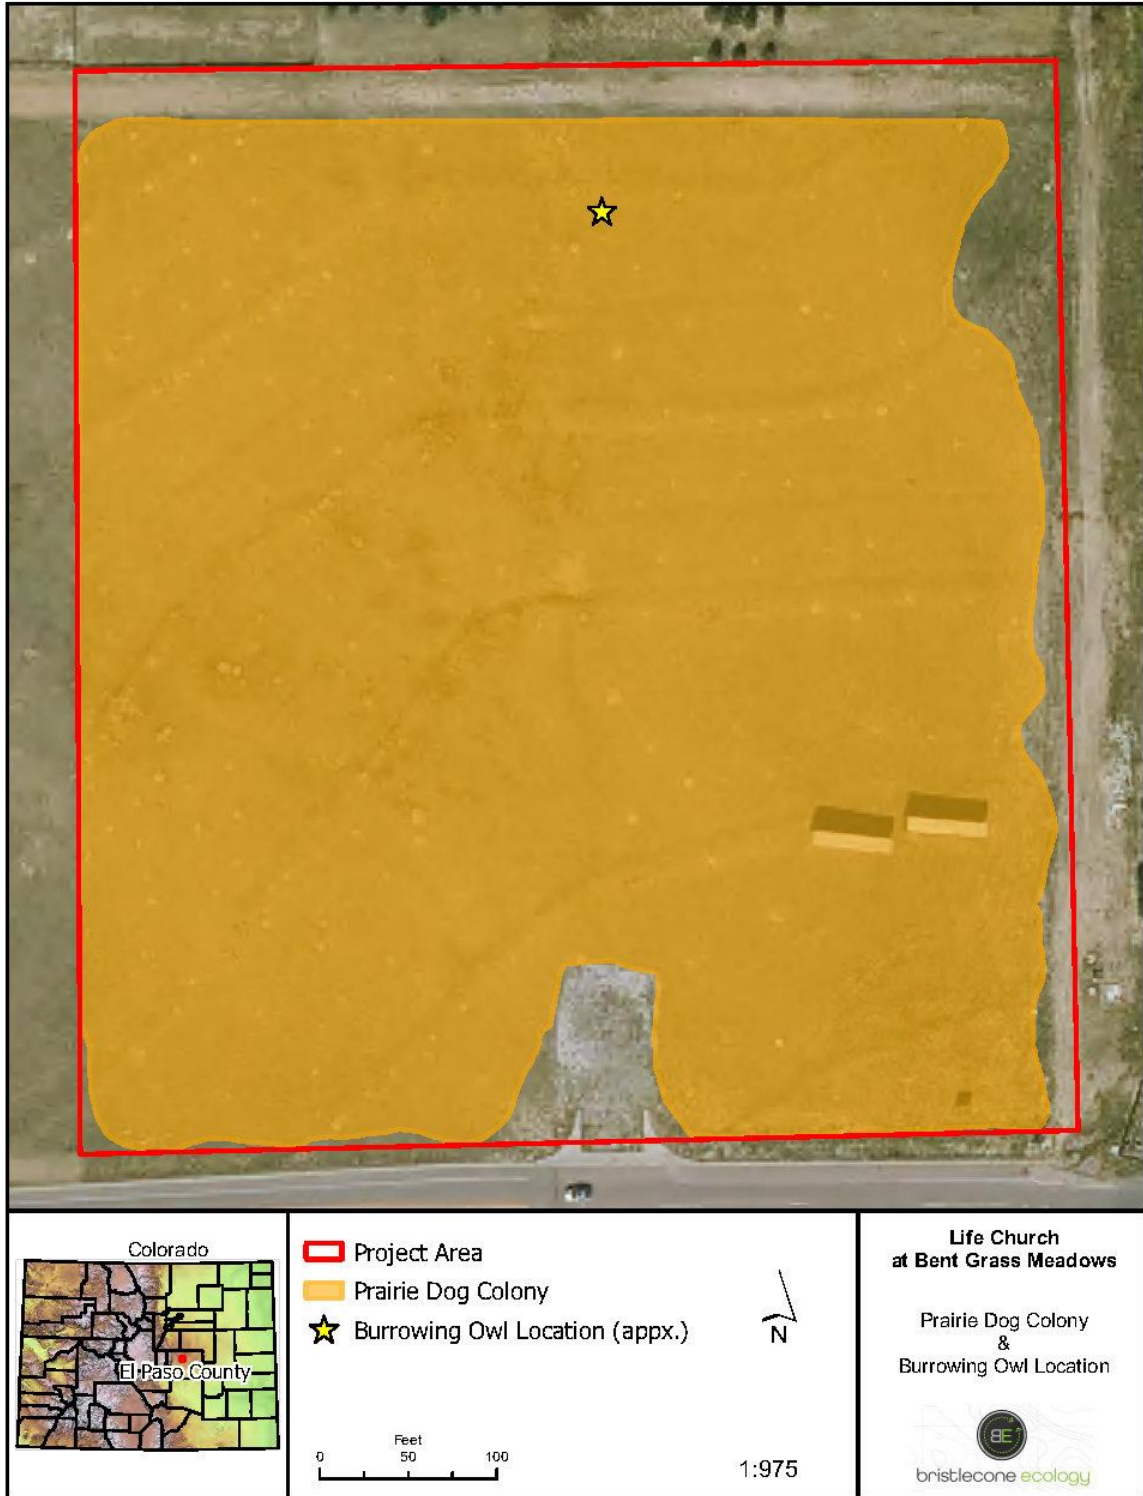 Colorado
El Paso County
Project Area
Prairie Dog Colony
Burrowing Owl Location (appx.)
N
Feet
0 50 100
1:975
Life Church
at Bent Grass Meadows
Prairie Dog Colony
&
Burrowing Owl Location
BE
bristlecone ecology